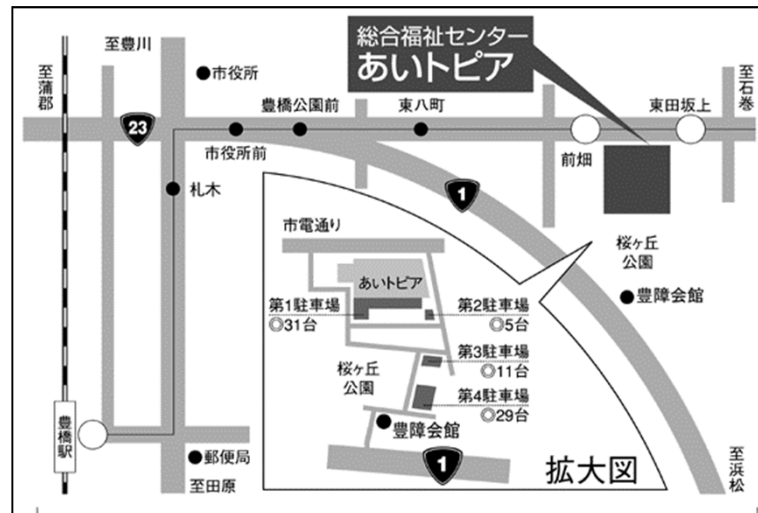 総合福祉センター
あいトピア
至豊川
至蒲郡
市役所
豊橋公園前
東八町
東田坂上
至石巻
23
市役所前
前畑
札木
1
桜ヶ丘
公園
豊障会館
市電通り
あいトピア
第1駐車場
◎31台
第2駐車場
◎5台
第3駐車場
◎11台
桜ヶ丘
公園
第4駐車場
◎29台
豊障会館
1
拡大図
豊橋駅
郵便局
至田原
至浜松